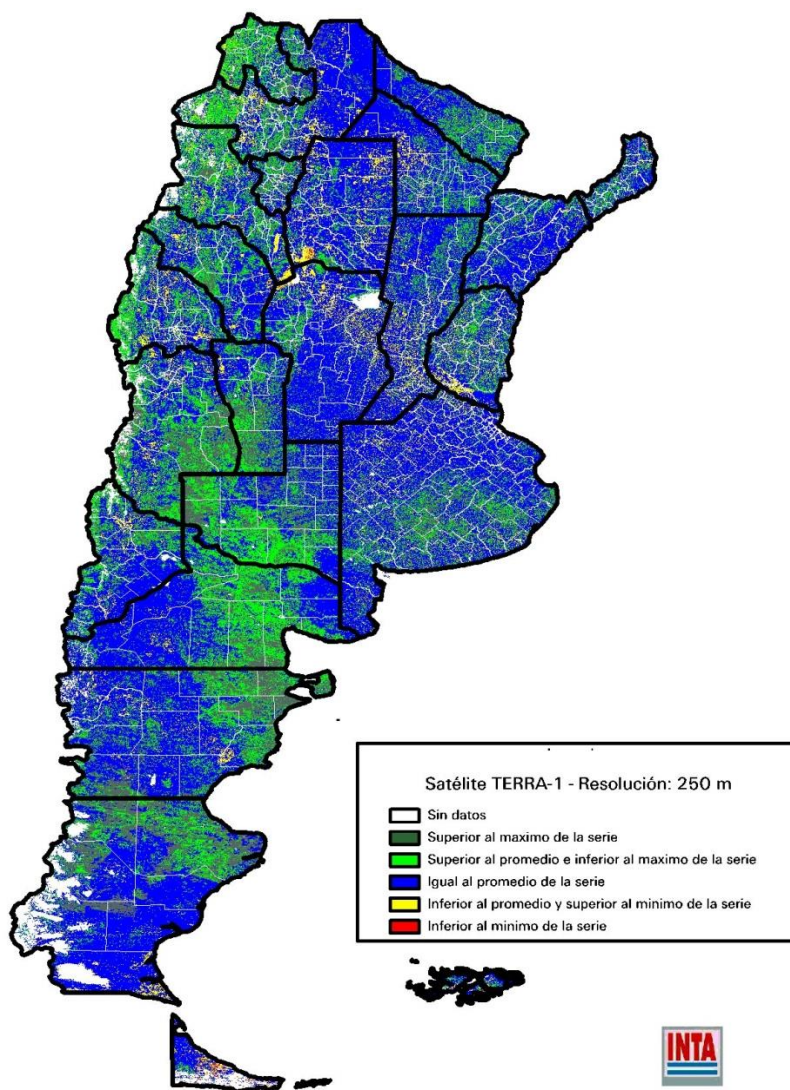 Satélite TERRA-1 - Resolución: 250 m
Sin datos
Superior al maximo de la serie
Superior al promedio e inferior al maximo de la serie
Igual al promedio de la serie
Inferior al promedio y superior al minimo de la serie
Inferior al minimo de la serie
INTA